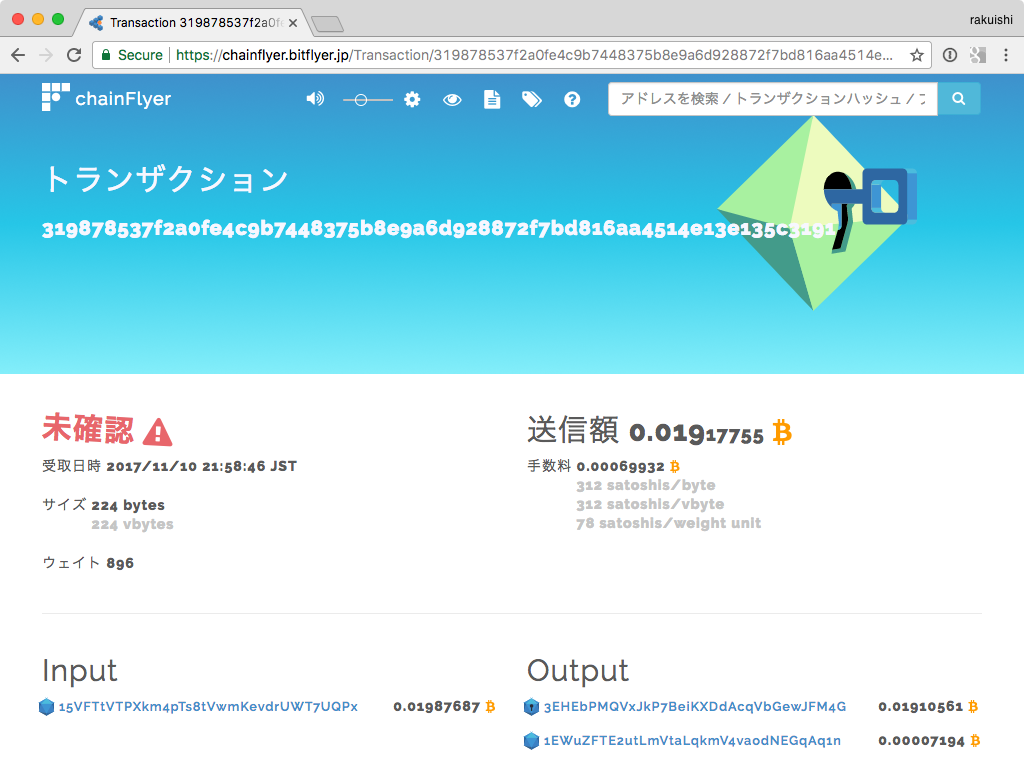 Transaction 319878537f2a0f
rakuishi
Secure https://chainflyer.bitflyer.jp/Transaction/319878537f2a0fe4c9b7448375b8e9a6d928872f7bd816aa4514e...
chainFlyer
アドレスを検索 / トランザクションハッシュ / ブ
トランザクション
319878537f2a0fe4c9b7448375b8e9a6d928872f7bd816aa4514e13e135c3191
未確認
受取日時 2017/11/10 21:58:46 JST
サイズ 224 bytes
224 vbytes
ウェイト 896
送信額 0.01917755
手数料 0.00069932
312 satoshis/byte
312 satoshis/vbyte
78 satoshis/weight unit
Input
15VFTtVTPXkm4pTs8tVwmKevdrUWT7UQPx 0.01987687
Output
3EHEbPMQVxJkP7BeiKXDdAcqVbGewJFM4G 0.01910561
1EWuZFTE2utLmVtaLqkmV4vaodNEGqAq1n 0.00007194